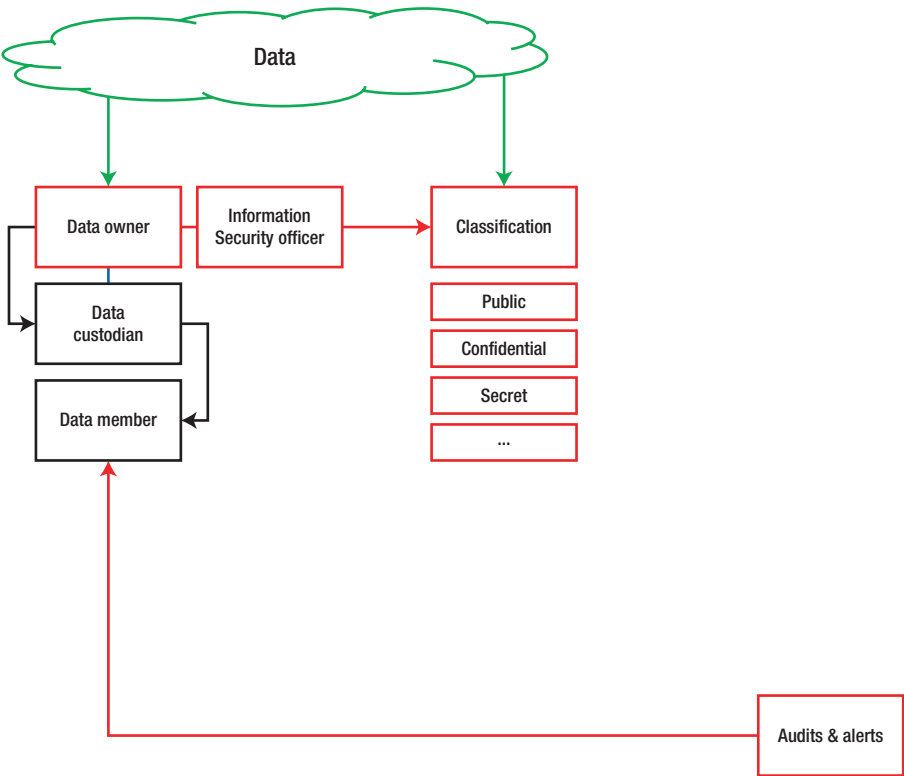 Data
Data owner
Information
Security officer
Classification
Data
custodian
Data member
Public
Confidential
Secret
...
Audits & alerts